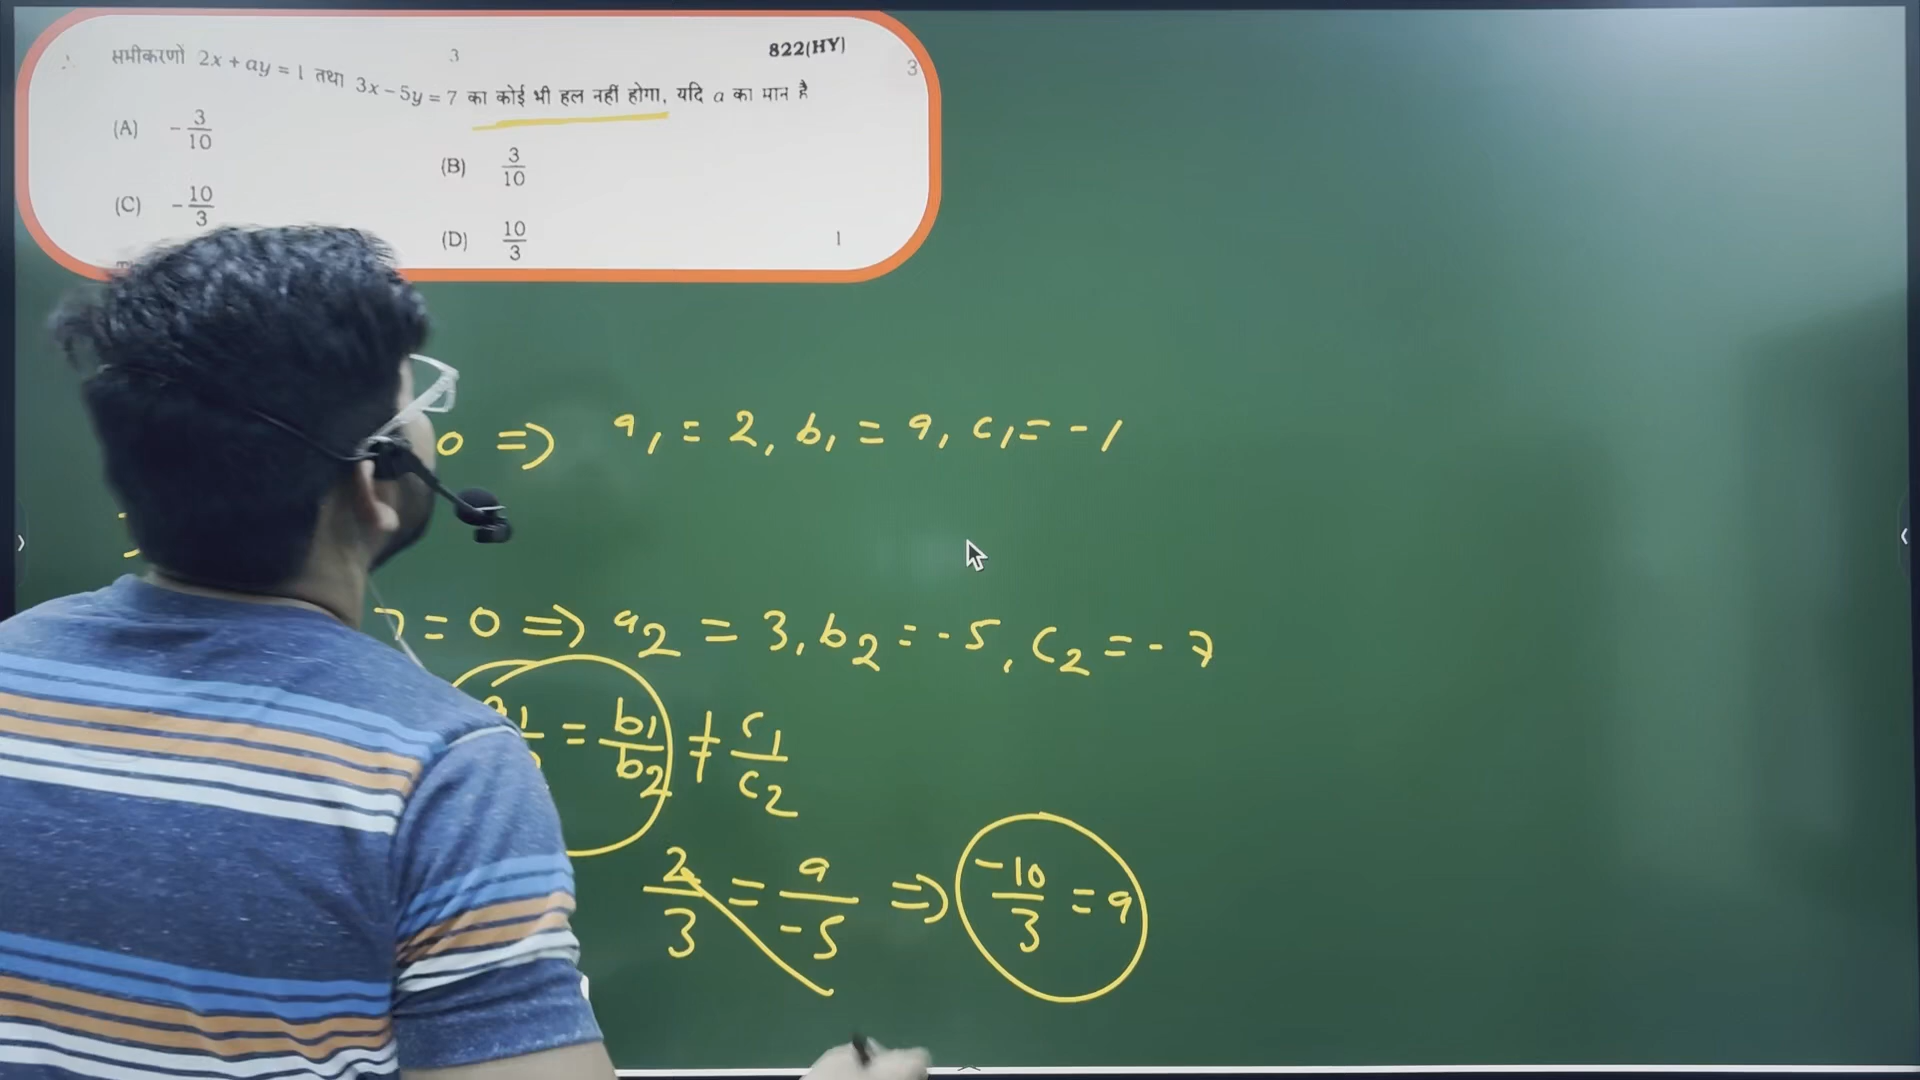 3
822(HY)
3
समीकरणों 2x + ay = 1 तथा 3x – 5y = 7 का कोई भी हल नहीं होगा, यदि a का मान है
(A) -3/10
(B) 3/10
(C) -10/3
(D) 10/3
1
0 => a₁ = 2, b₁ = a, c₁ = -1
7 = 0 => a₂ = 3, b₂ = -5, c₂ = -7
= b₁/b₂ ≠ c₁/c₂
2/3 = a/-5 => -10/3 = a